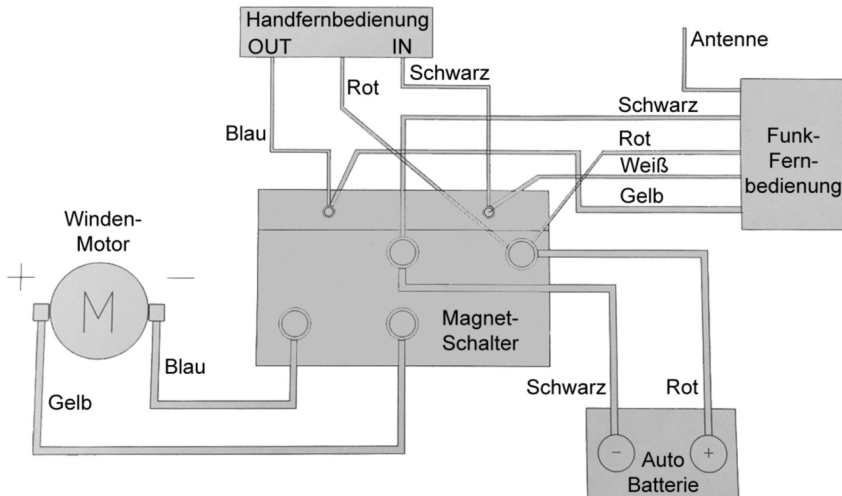 Handfernbedienung
OUT IN
Antenne
Schwarz
Rot
Schwarz
Blau
Rot
Funk-
Fern-
bedienung
Weiß
Gelb
Winden-
Motor
+ −
M
Magnet-
Schalter
Blau
Gelb
Schwarz
Rot
− +
Auto
Batterie